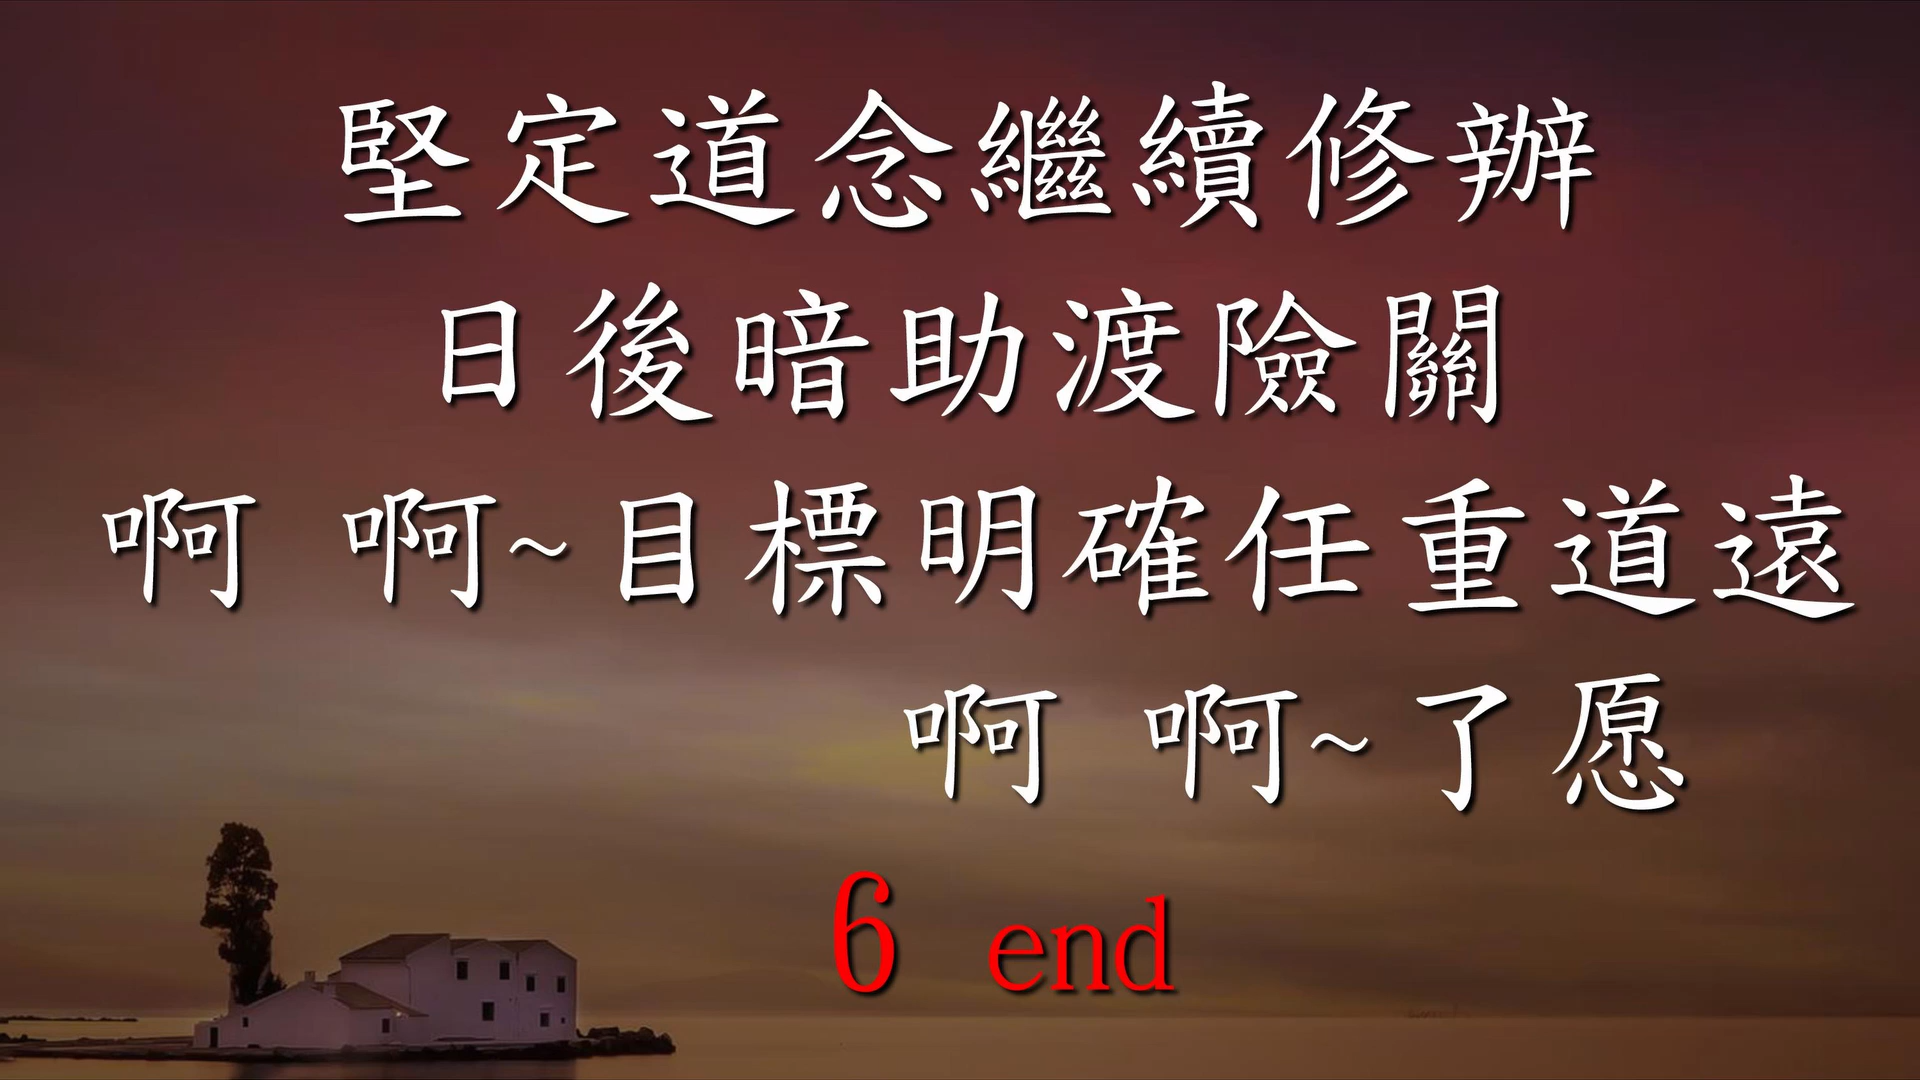 堅定道念繼續修辦
日後暗助渡險關
啊 啊~目標明確任重道遠
啊 啊~了愿
6 end